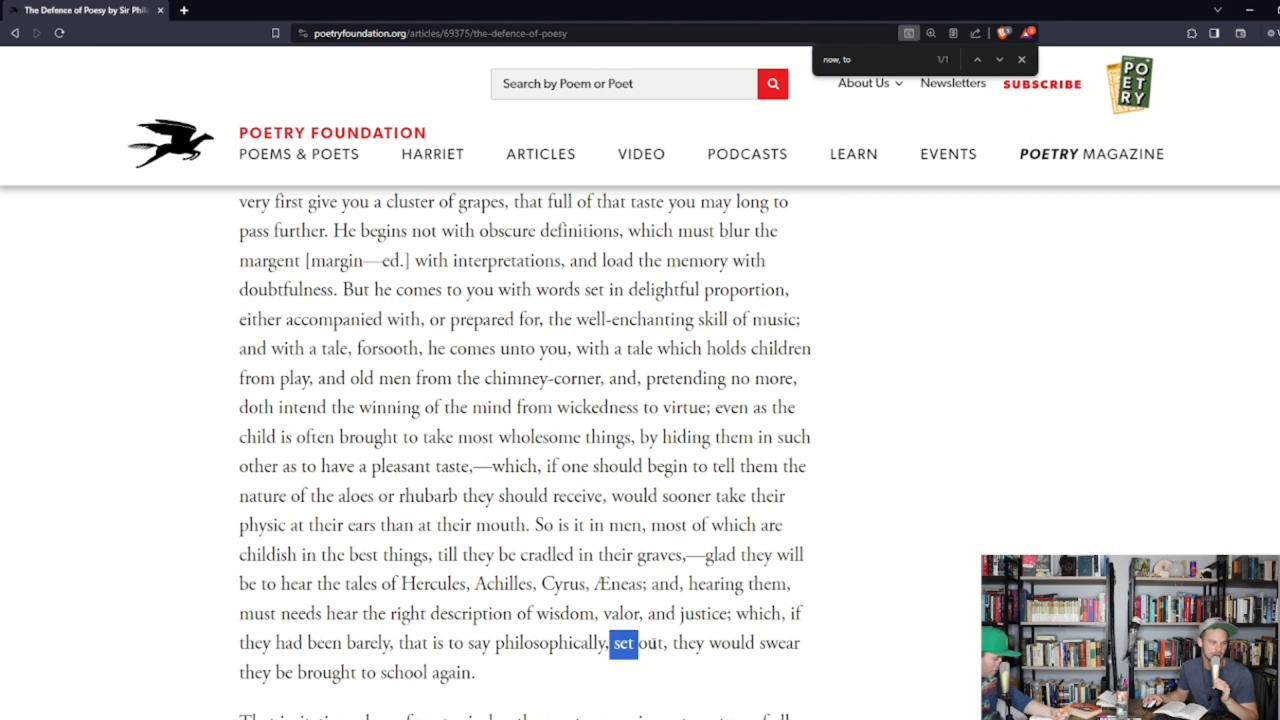 The Defence of Poesy by Sir Phil
poetryfoundation.org/articles/69375/the-defence-of-poesy
now, to
1/1
Search by Poem or Poet
About Us
Newsletters
SUBSCRIBE
PO
ET
RY
POETRY FOUNDATION
POEMS & POETS
HARRIET
ARTICLES
VIDEO
PODCASTS
LEARN
EVENTS
POETRY MAGAZINE
very first give you a cluster of grapes, that full of that taste you may long to
pass further. He begins not with obscure definitions, which must blur the
margent [margin—ed.] with interpretations, and load the memory with
doubtfulness. But he comes to you with words set in delightful proportion,
either accompanied with, or prepared for, the well-enchanting skill of music;
and with a tale, forsooth, he comes unto you, with a tale which holds children
from play, and old men from the chimney-corner, and, pretending no more,
doth intend the winning of the mind from wickedness to virtue; even as the
child is often brought to take most wholesome things, by hiding them in such
other as to have a pleasant taste,—which, if one should begin to tell them the
nature of the aloes or rhubarb they should receive, would sooner take their
physic at their ears than at their mouth. So is it in men, most of which are
childish in the best things, till they be cradled in their graves,—glad they will
be to hear the tales of Hercules, Achilles, Cyrus, Æneas; and, hearing them,
must needs hear the right description of wisdom, valor, and justice; which, if
they had been barely, that is to say philosophically, set out, they would swear
they be brought to school again.